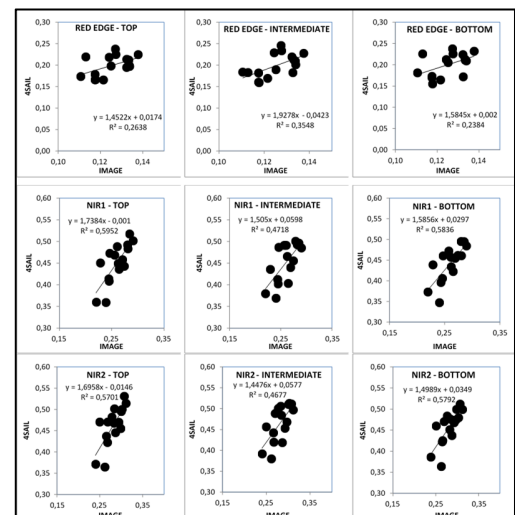 RED EDGE - TOP
0,30
0,25
0,20
0,15
0,10
0,05
0,00
4SAIL
y = 1,4522x + 0,0174
R² = 0,2638
0,10 0,12 0,14
IMAGE
RED EDGE - INTERMEDIATE
0,30
0,25
0,20
0,15
0,10
0,05
0,00
y = 1,9278x - 0,0423
R² = 0,3548
0,10 0,12 0,14
IMAGE
RED EDGE - BOTTOM
0,30
0,25
0,20
0,15
0,10
0,05
0,00
y = 1,5845x + 0,002
R² = 0,2384
0,10 0,12 0,14
IMAGE
NIR1 - TOP
y = 1,7384x - 0,001
R² = 0,5952
0,60
0,55
0,50
0,45
0,40
0,35
0,30
4SAIL
0,15 0,25 0,35
IMAGE
NIR1 - INTERMEDIATE
y = 1,505x + 0,0598
R² = 0,4718
0,60
0,55
0,50
0,45
0,40
0,35
0,30
0,15 0,25 0,35
IMAGE
NIR1 - BOTTOM
y = 1,5856x + 0,0297
R² = 0,5836
0,60
0,55
0,50
0,45
0,40
0,35
0,30
0,15 0,25 0,35
IMAGE
NIR2 - TOP
y = 1,6958x - 0,0146
R² = 0,5701
0,60
0,55
0,50
0,45
0,40
0,35
0,30
4SAIL
0,15 0,25 0,35
IMAGE
NIR2 - INTERMEDIATE
y = 1,4476x + 0,0577
R² = 0,4677
0,60
0,55
0,50
0,45
0,40
0,35
0,30
0,15 0,25 0,35
IMAGE
NIR2 - BOTTOM
y = 1,4989x + 0,0349
R² = 0,5792
0,60
0,55
0,50
0,45
0,40
0,35
0,30
0,15 0,25 0,35
IMAGE